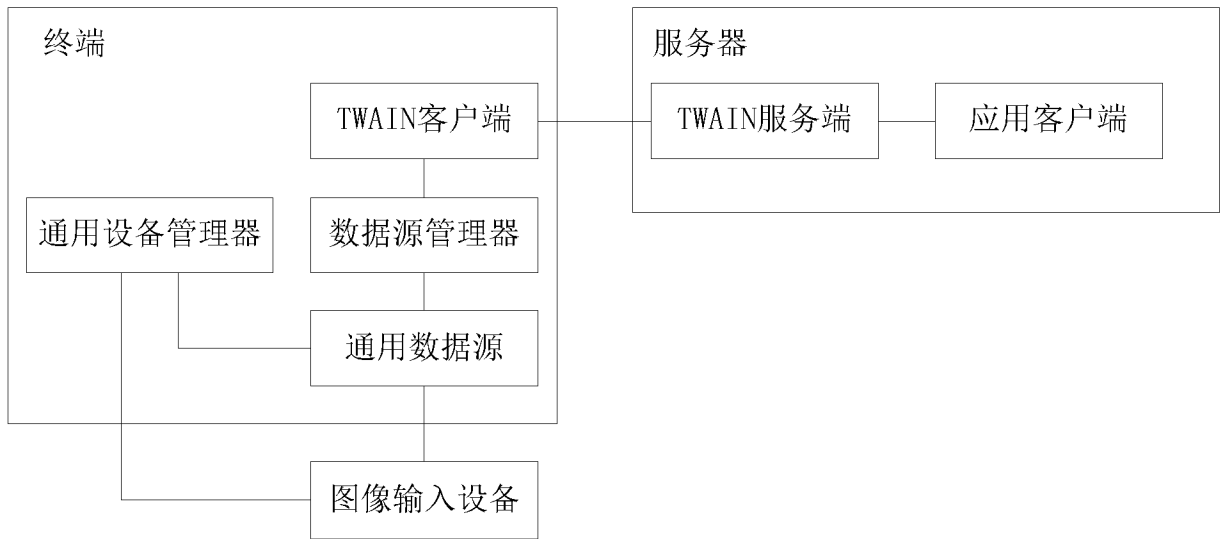 终端
服务器
TWAIN客户端
TWAIN服务端
应用客户端
通用设备管理器
数据源管理器
通用数据源
图像输入设备